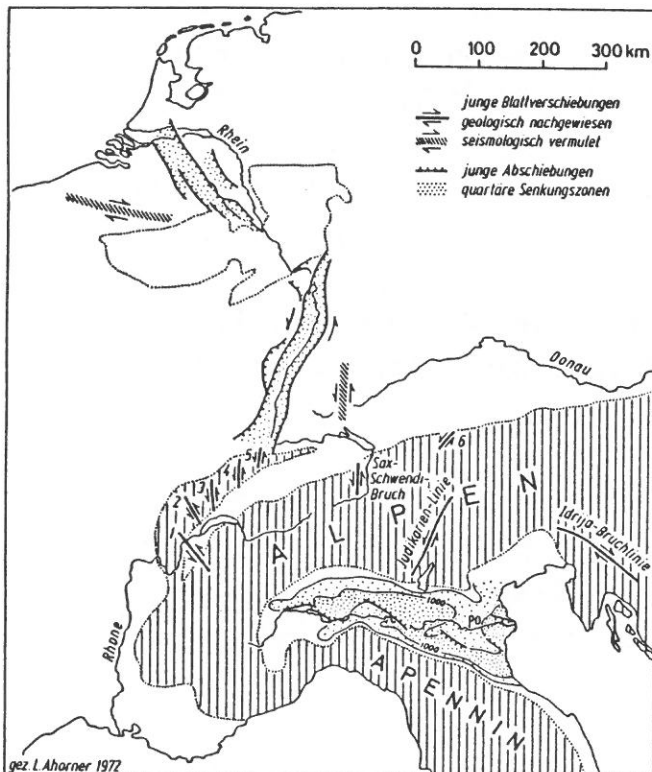 0 100 200 300 km
junge Blattverschiebungen
geologisch nachgewiesen
seismologisch vermutet
junge Abschiebungen
quartäre Senkungszonen
Rhein
Donau
6
5
4
3
2
1
Sax-
Schwendi-
Bruch
Judikarien-Linie
Idrija-Bruchlinie
ALPEN
Rhone
1000
PO
1000
APENNIN
gez. L. Ahorner 1972